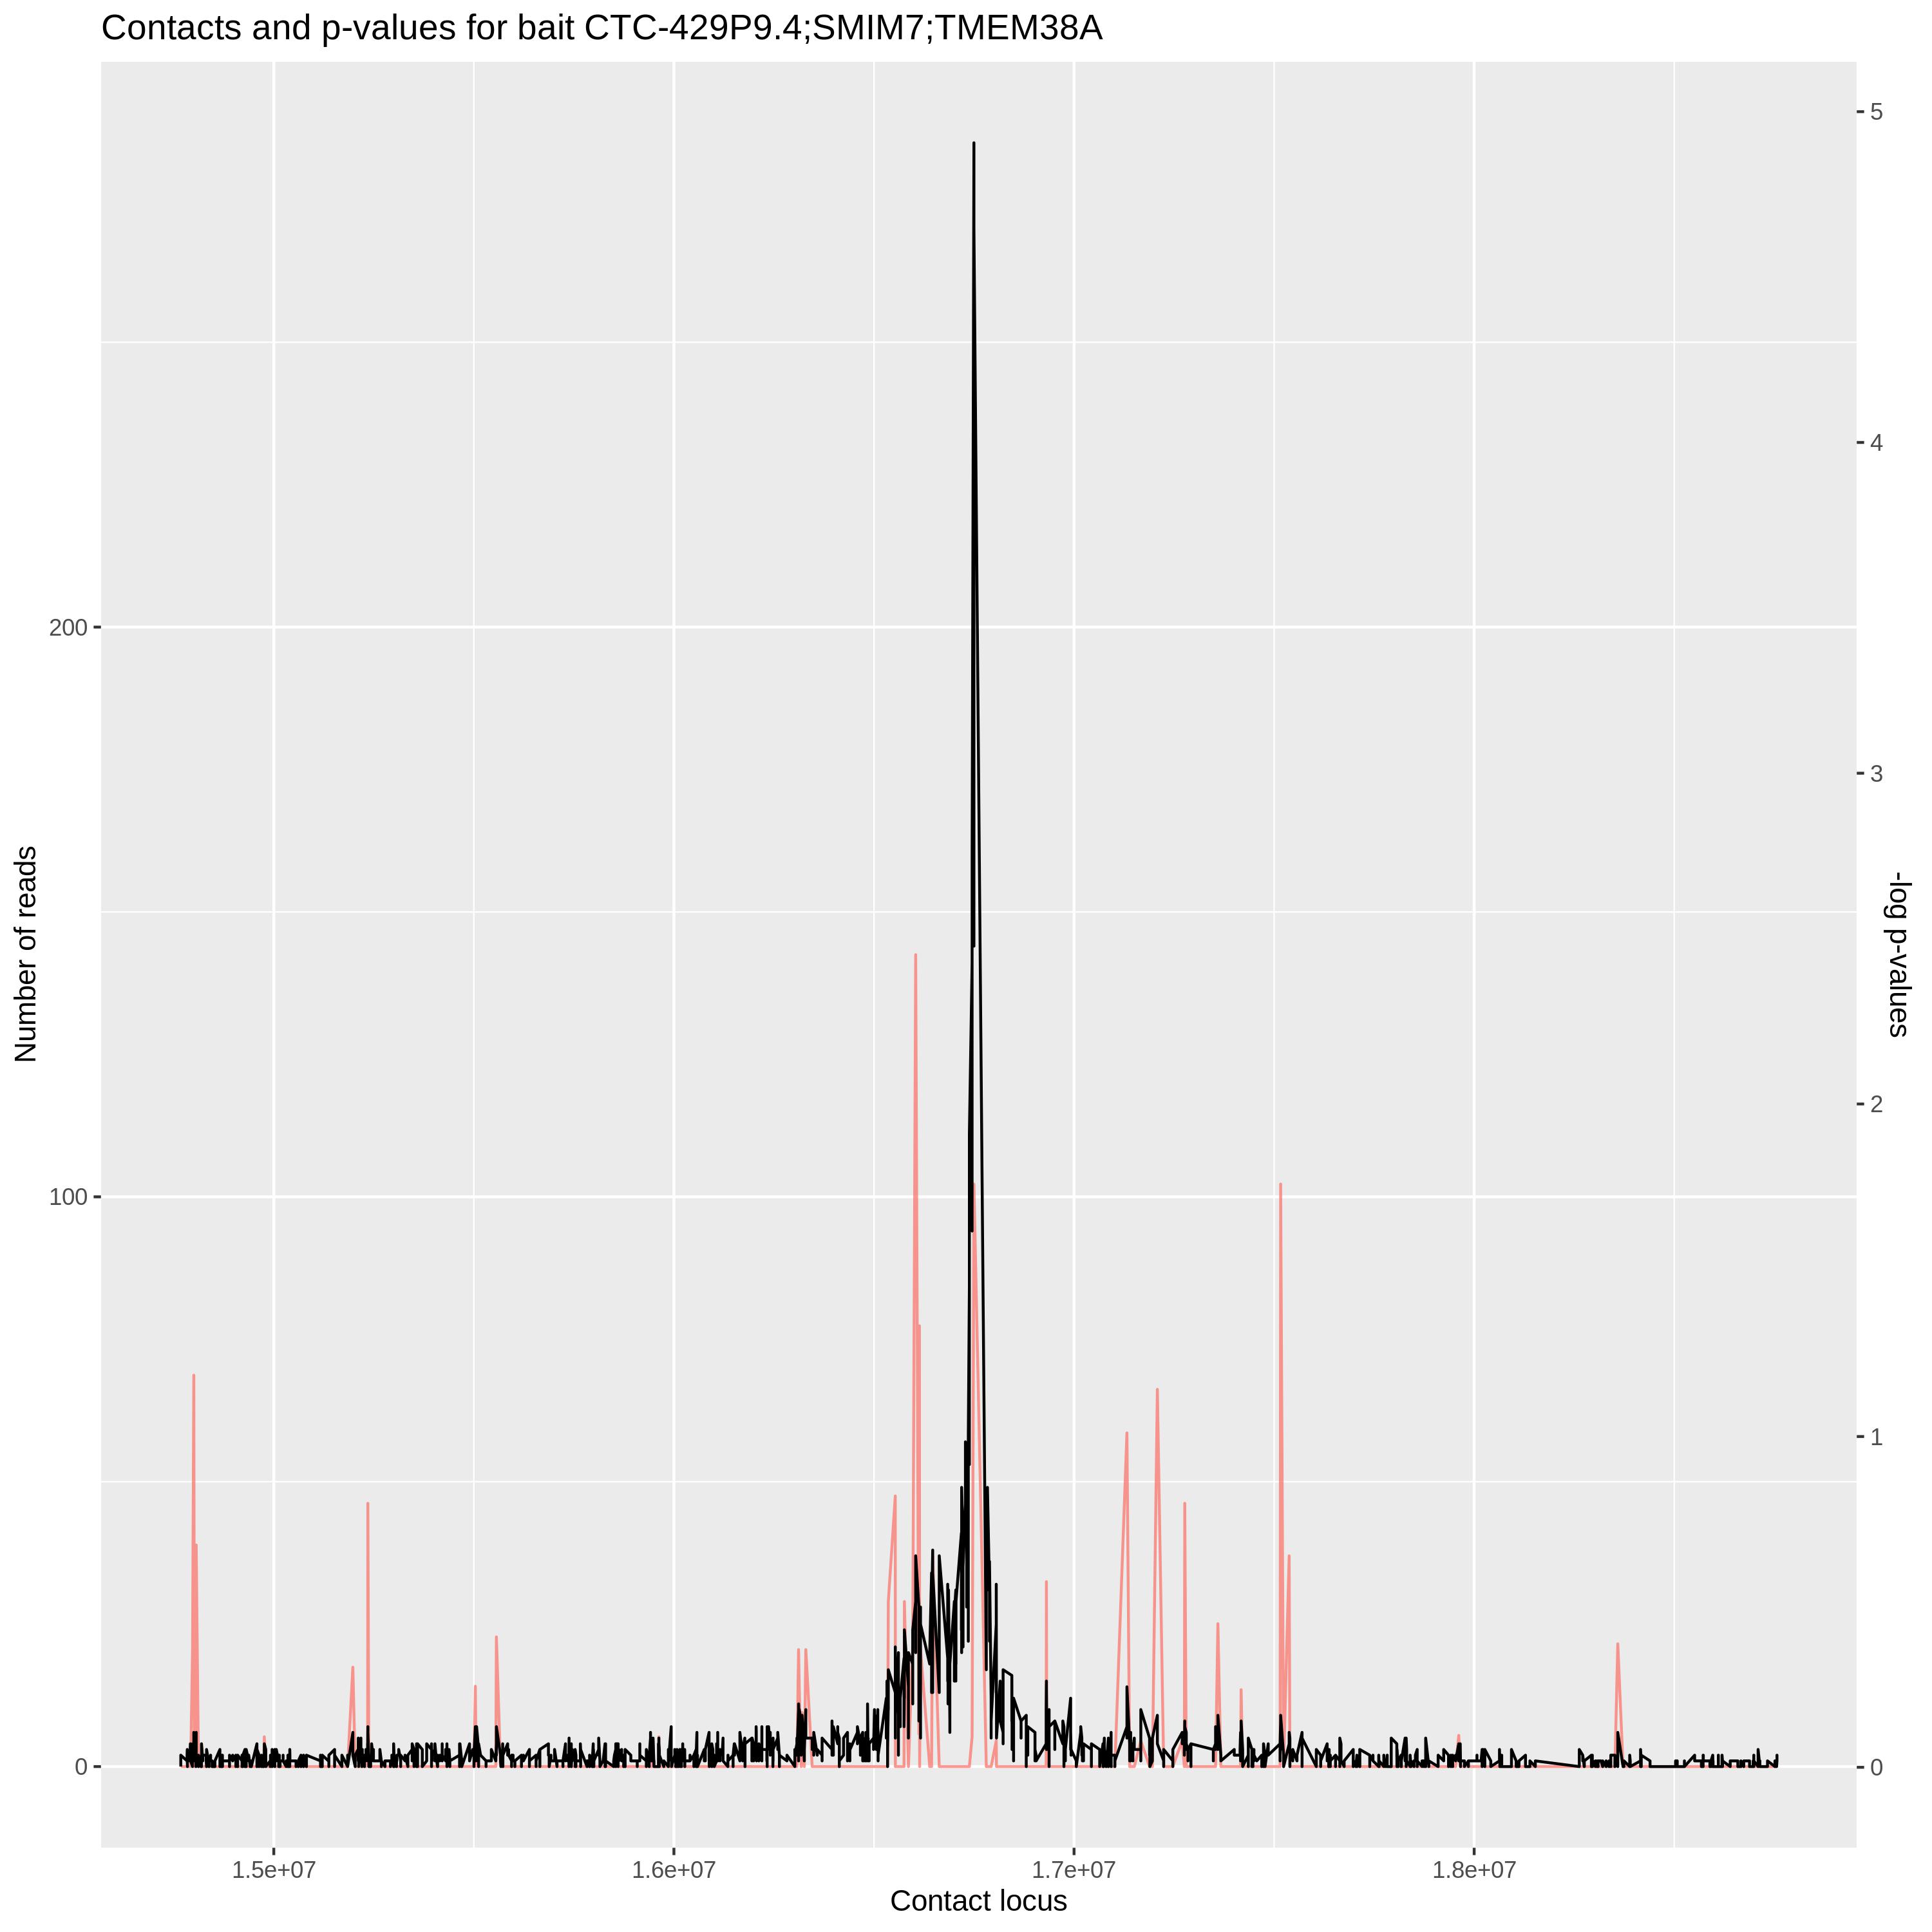 Contacts and p-values for bait CTC-429P9.4;SMIM7;TMEM38A
Number of reads
200
100
0
5
4
3
2
1
0
-log p-values
1.5e+07 1.6e+07 1.7e+07 1.8e+07
Contact locus